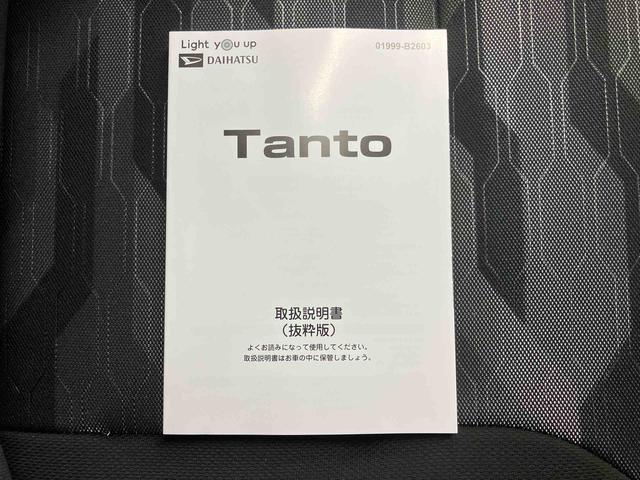 Light you up
01999-B2603
DAIHATSU
Tanto
取扱説明書
（抜粋版）
よくお読みになって使用してください。
取扱説明書はお車の中に保管しましょう。